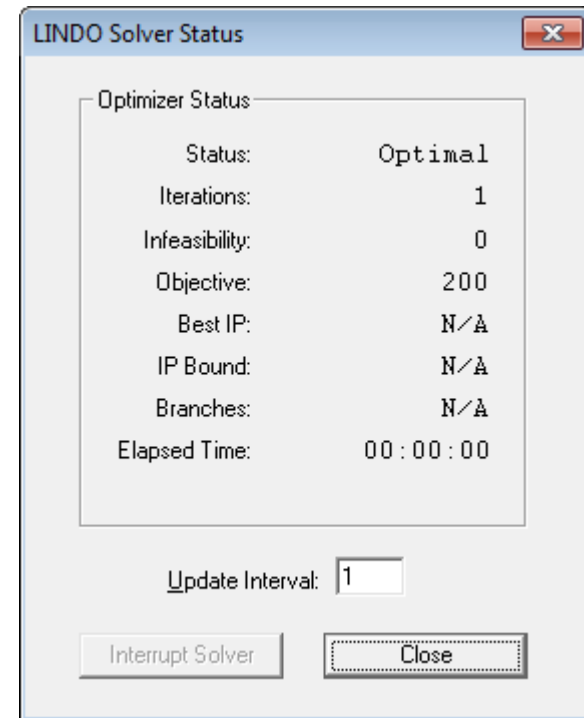 LINDO Solver Status
Optimizer Status
Status: Optimal
Iterations: 1
Infeasibility: 0
Objective: 200
Best IP: N/A
IP Bound: N/A
Branches: N/A
Elapsed Time: 00:00:00
Update Interval: 1
Interrupt Solver Close